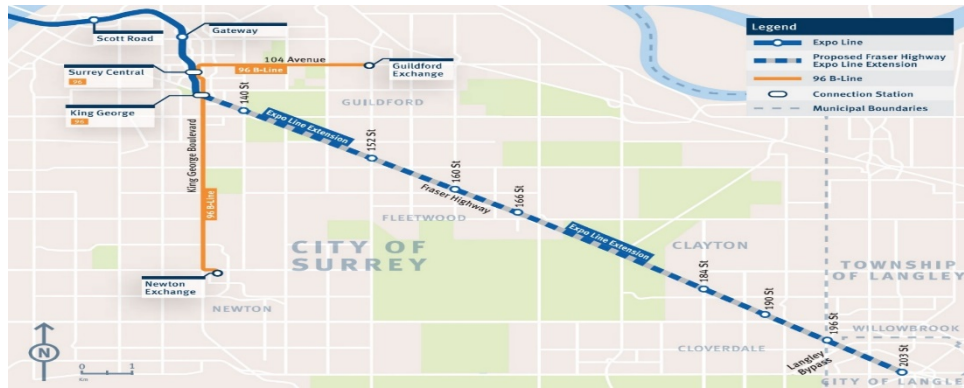 Scott Road
Gateway
Surrey Central
96
King George
96
104 Avenue
96 B-Line
Guildford
Exchange
GUILDFORD
140 St
Expo Line Extension
152 St
160 St
Fraser Highway
166 St
King George Boulevard
96 B-Line
FLEETWOOD
CITY OF
SURREY
Expo Line Extension
CLAYTON
184 St
190 St
TOWNSHIP
OF LANGLEY
Newton
Exchange
NEWTON
CLOVERDALE
196 St
Langley
Bypass
WILLOWBROOK
203 St
CITY OF LANGLE
N
0 1
Km
Legend
Expo Line
Proposed Fraser Highway
Expo Line Extension
96 B-Line
Connection Station
Municipal Boundaries